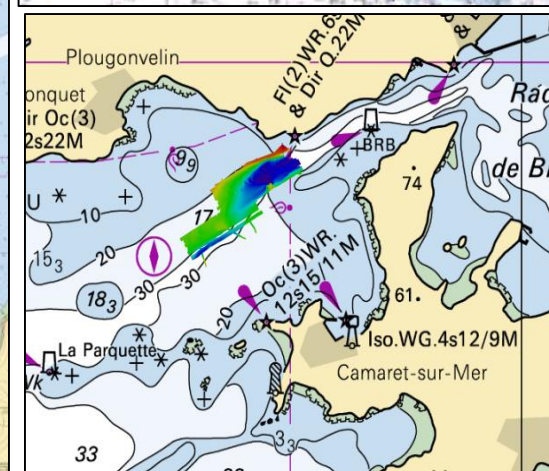 Plougonvelin
Fl(2)WR.6s
& Dir Q.22M
onquet
ir Oc(3)
2s22M
Rad
BRB
de B
99
74
U
10
17
153
20
30
30
183
Oc(3)WR.
12s15/11M
20
61
La Parquette
Iso.WG.4s12/9M
Wk
Camaret-sur-Mer
33
33